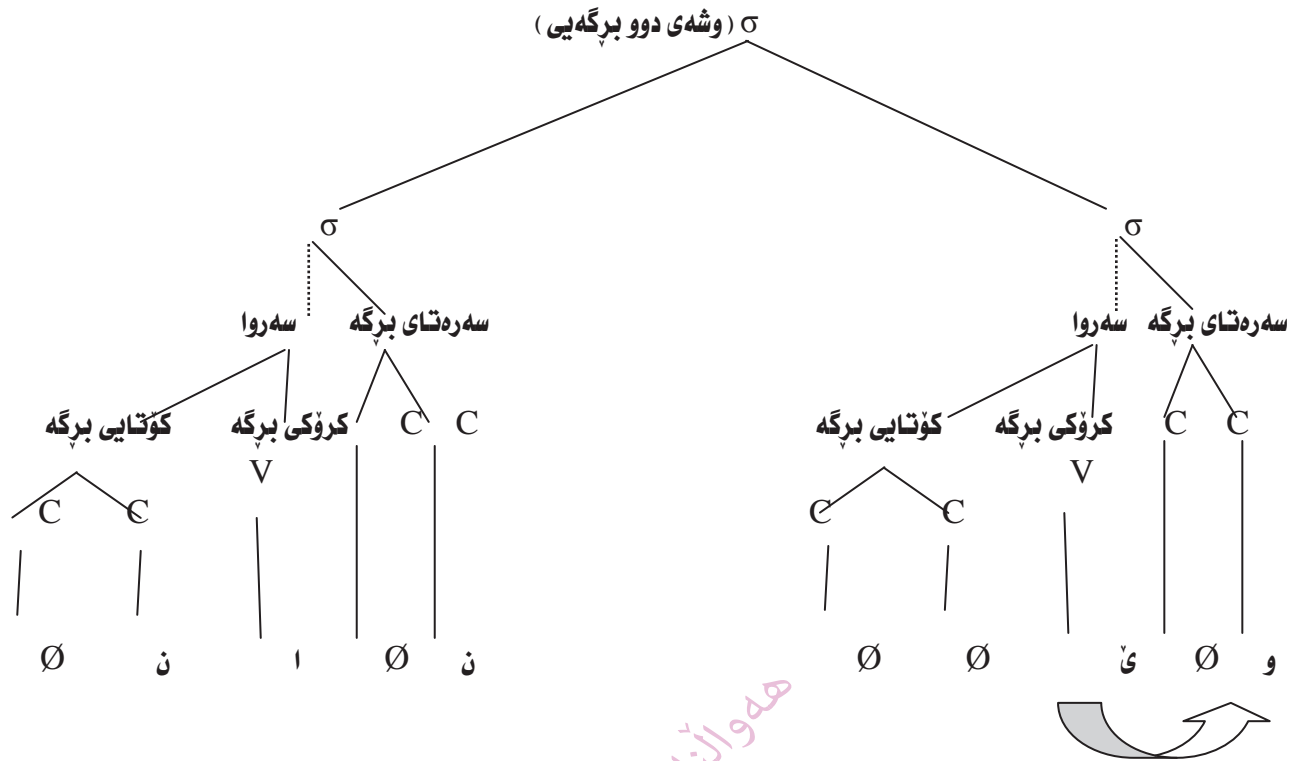 σ ( وشەی دوو بڕگەیی )
σ σ
سەرەتای بڕگە سەروا سەرەتای بڕگە سەروا
C C کرۆکی بڕگە کۆتایی بڕگە C C کرۆکی بڕگە کۆتایی بڕگە
V V
C C C C
و Ø ێ Ø Ø ن Ø ا ن Ø